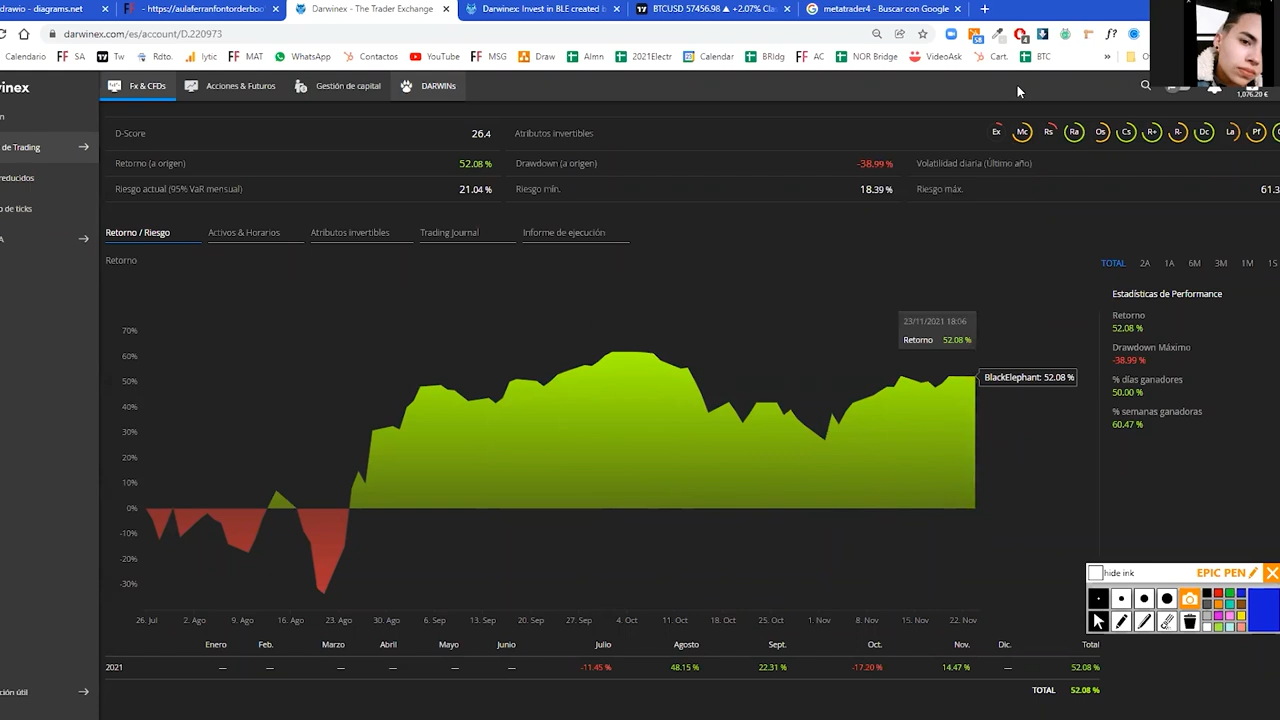 drawio - diagrams.net
- https://aulaferranfontorderboo
Darwinex - The Trader Exchange
Darwinex: Invest in BLE created b
BTCUSD 57456.98 ▲ +2.07% Cla
metatrader4 - Buscar con Google
darwinex.com/es/account/D.220973
Calendario
SA
Tw
Rdto.
lytic
MAT
WhatsApp
Contactos
YouTube
MSG
Draw
Almn
2021Electr
Calendar
BRIdg
AC
NOR Bridge
VideoAsk
Cart.
BTC
»
winex
Fx & CFDs
Acciones & Futuros
Gestión de capital
DARWINs
1,076.20 €
n
de Trading
educidos
o de ticks
A
ción útil
D-Score
26.4
Atributos invertibles
Ex
Mc
Rs
Ra
Os
Cs
R+
R-
Dc
La
Pf
Retorno (a origen)
52.08 %
Drawdown (a origen)
-38.99 %
Volatilidad diaria (Último año)
Riesgo actual (95% VaR mensual)
21.04 %
Riesgo mín.
18.39 %
Riesgo máx.
61.3
Retorno / Riesgo
Activos & Horarios
Atributos invertibles
Trading Journal
Informe de ejecución
Retorno
TOTAL
2A
1A
6M
3M
1M
1S
Estadísticas de Performance
Retorno
52.08 %
Drawdown Máximo
-38.99 %
% días ganadores
50.00 %
% semanas ganadoras
60.47 %
23/11/2021 18:06
Retorno 52.08 %
BlackElephant: 52.08 %
70%
60%
50%
40%
30%
20%
10%
0%
-10%
-20%
-30%
26. Jul
2. Ago
9. Ago
16. Ago
23. Ago
30. Ago
6. Sep
13. Sep
20. Sep
27. Sep
4. Oct
11. Oct
18. Oct
25. Oct
1. Nov
8. Nov
15. Nov
22. Nov
hide ink
EPIC PEN
Enero
Feb.
Marzo
Abril
Mayo
Junio
Julio
Agosto
Sept.
Oct.
Nov.
Dic.
Total
2021
—
—
—
—
—
—
-11.45 %
48.15 %
22.31 %
-17.20 %
14.47 %
—
52.08 %
TOTAL
52.08 %